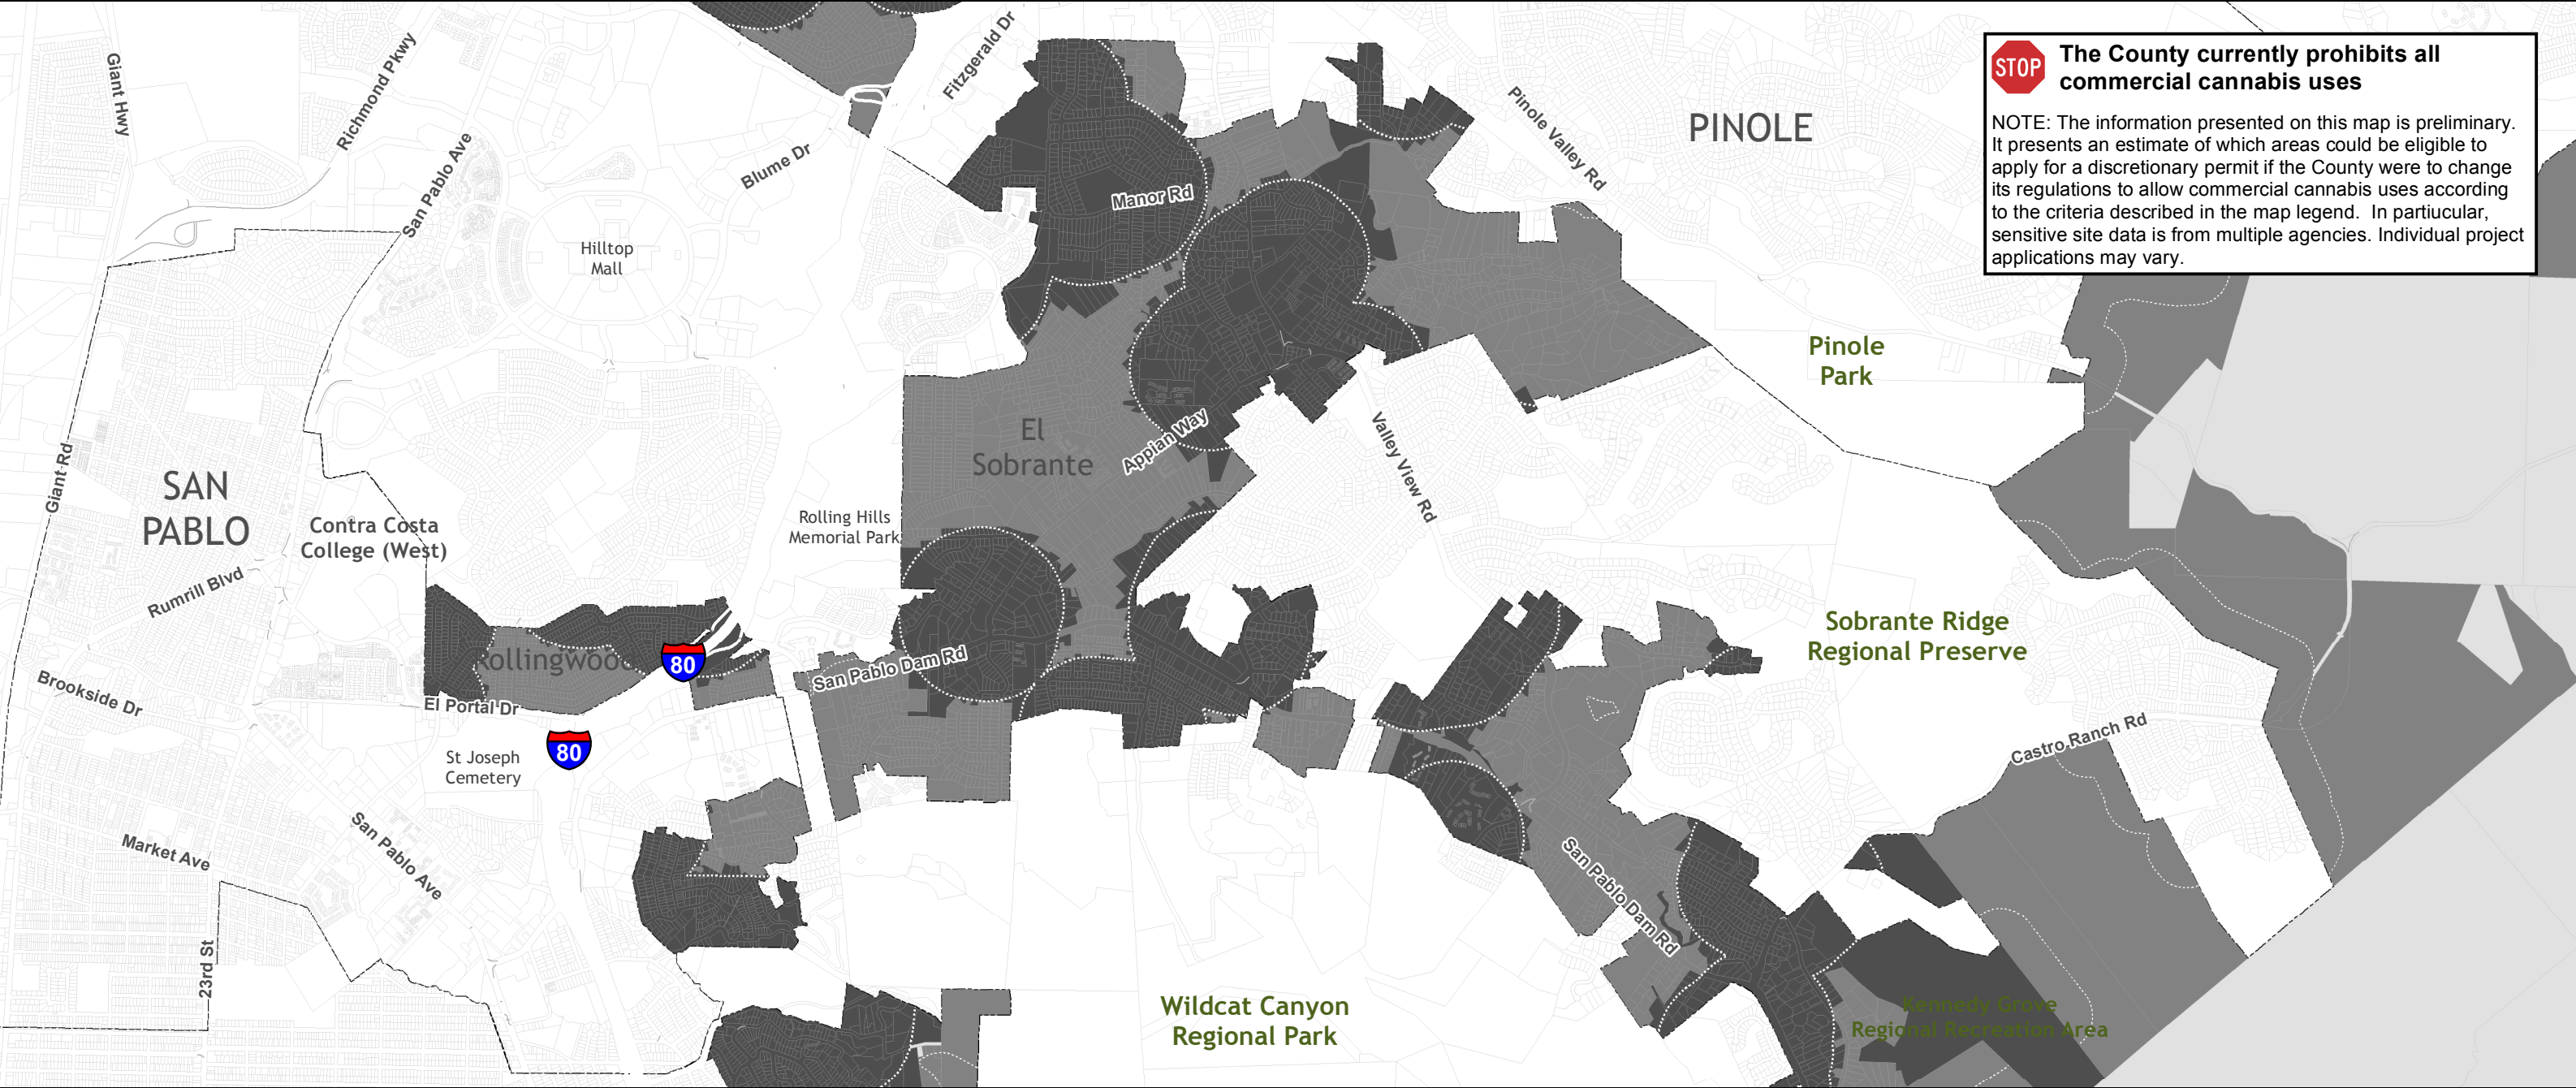 STOP
The County currently prohibits all
commercial cannabis uses
NOTE: The information presented on this map is preliminary.
It presents an estimate of which areas could be eligible to
apply for a discretionary permit if the County were to change
its regulations to allow commercial cannabis uses according
to the criteria described in the map legend. In partiucular,
sensitive site data is from multiple agencies. Individual project
applications may vary.
Giant Hwy
Richmond Pkwy
San Pablo Ave
Fitzgerald Dr
Blume Dr
Hilltop
Mall
Manor Rd
Pinole Valley Rd
PINOLE
Pinole
Park
El
Sobrante
Appian Way
Valley View Rd
Giant Rd
SAN
PABLO
Contra Costa
College (West)
Rolling Hills
Memorial Park
Rumrill Blvd
Rollingwood
80
San Pablo Dam Rd
Sobrante Ridge
Regional Preserve
Brookside Dr
El Portal Dr
80
St Joseph
Cemetery
Castro Ranch Rd
Market Ave
San Pablo Ave
San Pablo Dam Rd
23rd St
Wildcat Canyon
Regional Park
Kennedy Grove
Regional Recreation Area